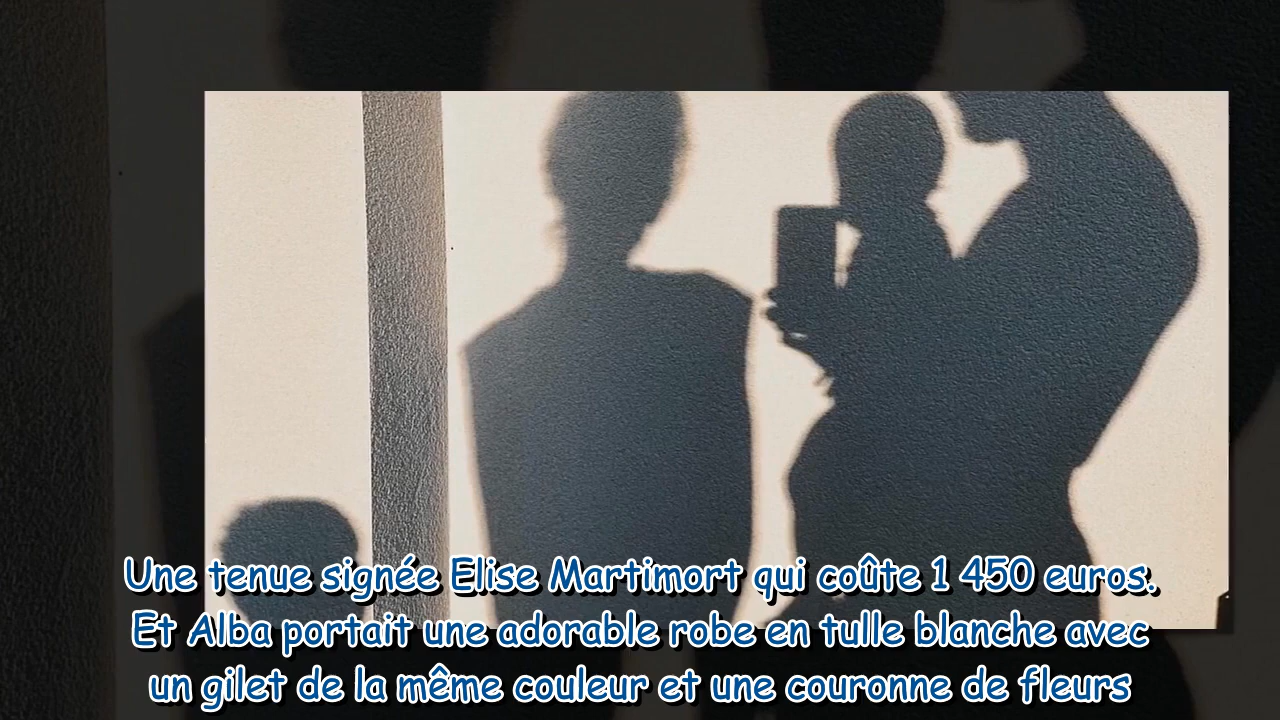 Une tenue signée Elise Martimort qui coûte 1 450 euros.
Et Alba portait une adorable robe en tulle blanche avec
un gilet de la même couleur et une couronne de fleurs